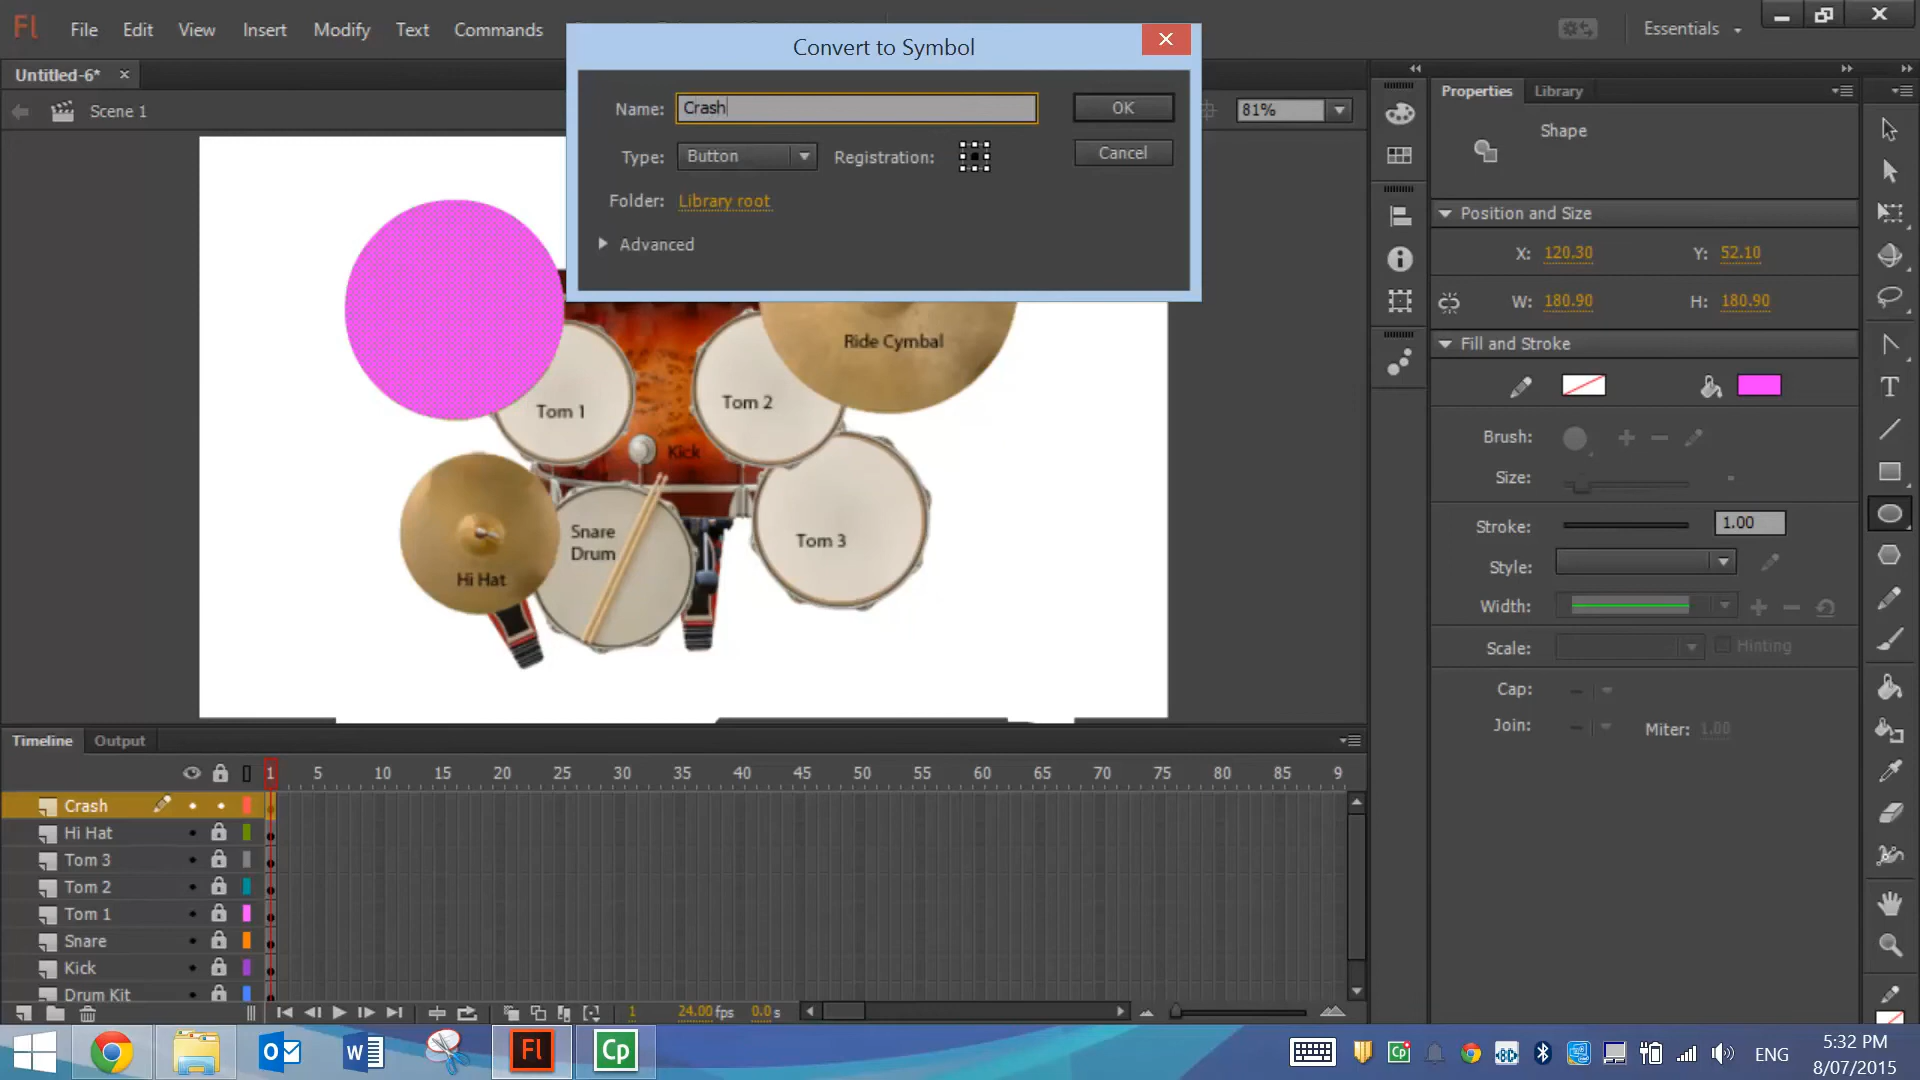 Fl File Edit View Insert Modify Text Commands
Essentials
Convert to Symbol
Name: Crash
OK
Type: Button Registration:
Cancel
Folder: Library root
Advanced
Untitled-6*
Scene 1
81%
Properties Library
Shape
Position and Size
X: 120.30 Y: 52.10
W: 180.90 H: 180.90
Fill and Stroke
Brush:
Size:
Stroke: 1.00
Style:
Width:
Scale: Hinting
Cap:
Join: Miter: 1.00
Ride Cymbal
Tom 1
Tom 2
Kick
Snare
Drum
Tom 3
Hi Hat
Timeline Output
1 5 10 15 20 25 30 35 40 45 50 55 60 65 70 75 80 85 9
Crash
Hi Hat
Tom 3
Tom 2
Tom 1
Snare
Kick
Drum Kit
1 24.00 fps 0.0 s
Fl
Cp
ENG
5:32 PM
8/07/2015